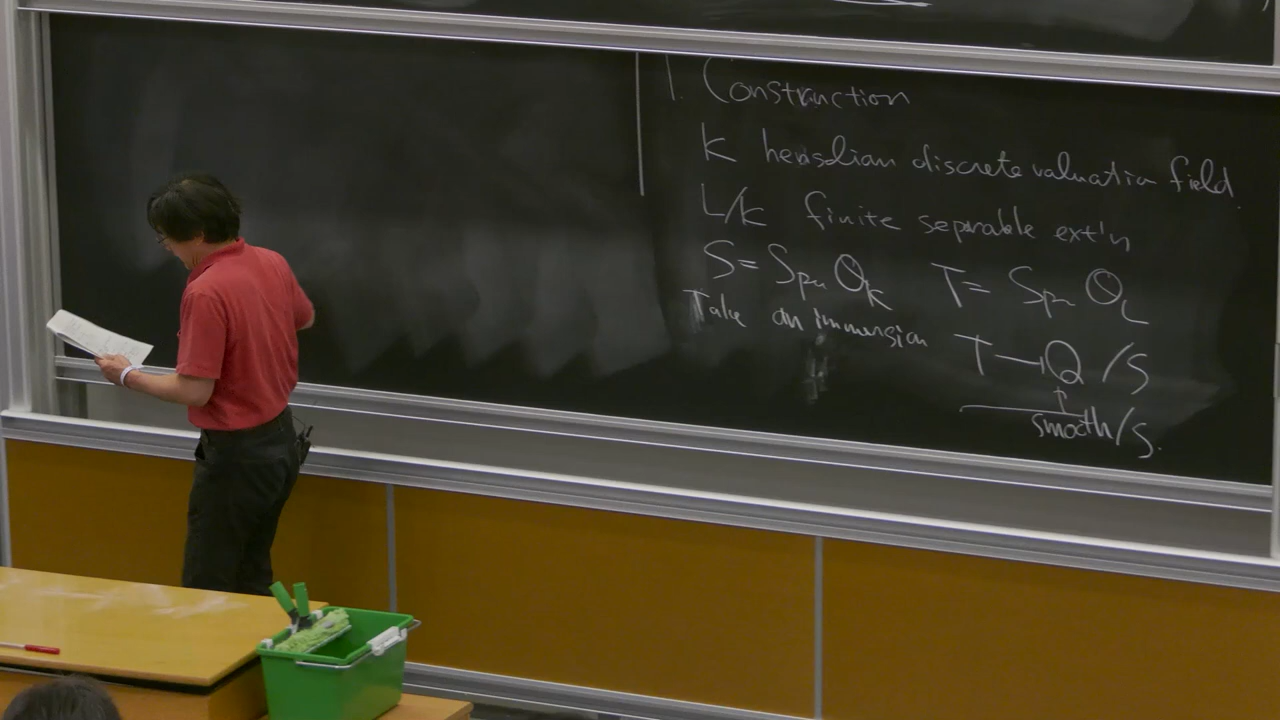 1. Construction
K henselian discrete valuation field.
L/K finite separable ext'n
S = Spec O_K T = Spec O_L
Take an immersion T → Q /S
↑
smooth/S.